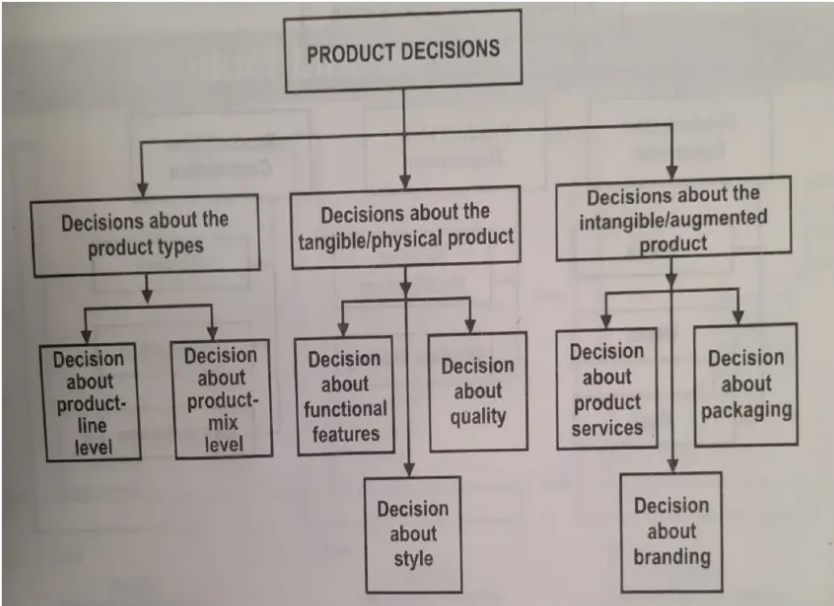 PRODUCT DECISIONS
Decisions about the
product types
Decisions about the
tangible/physical product
Decisions about the
intangible/augmented
product
Decision
about
product-
line
level
Decision
about
product-
mix
level
Decision
about
functional
features
Decision
about
quality
Decision
about
product
services
Decision
about
packaging
Decision
about
style
Decision
about
branding